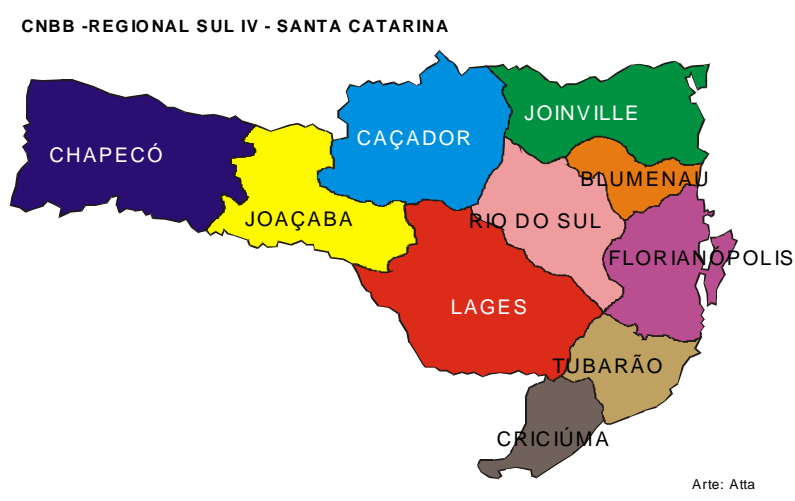 CNBB -REGIONAL SUL IV - SANTA CATARINA
JOINVILLE
CAÇADOR
CHAPECÓ
BLUMENAU
JOAÇABA
RIO DO SUL
FLORIANÓPOLIS
LAGES
TUBARÃO
CRICIÚMA
Arte: Atta